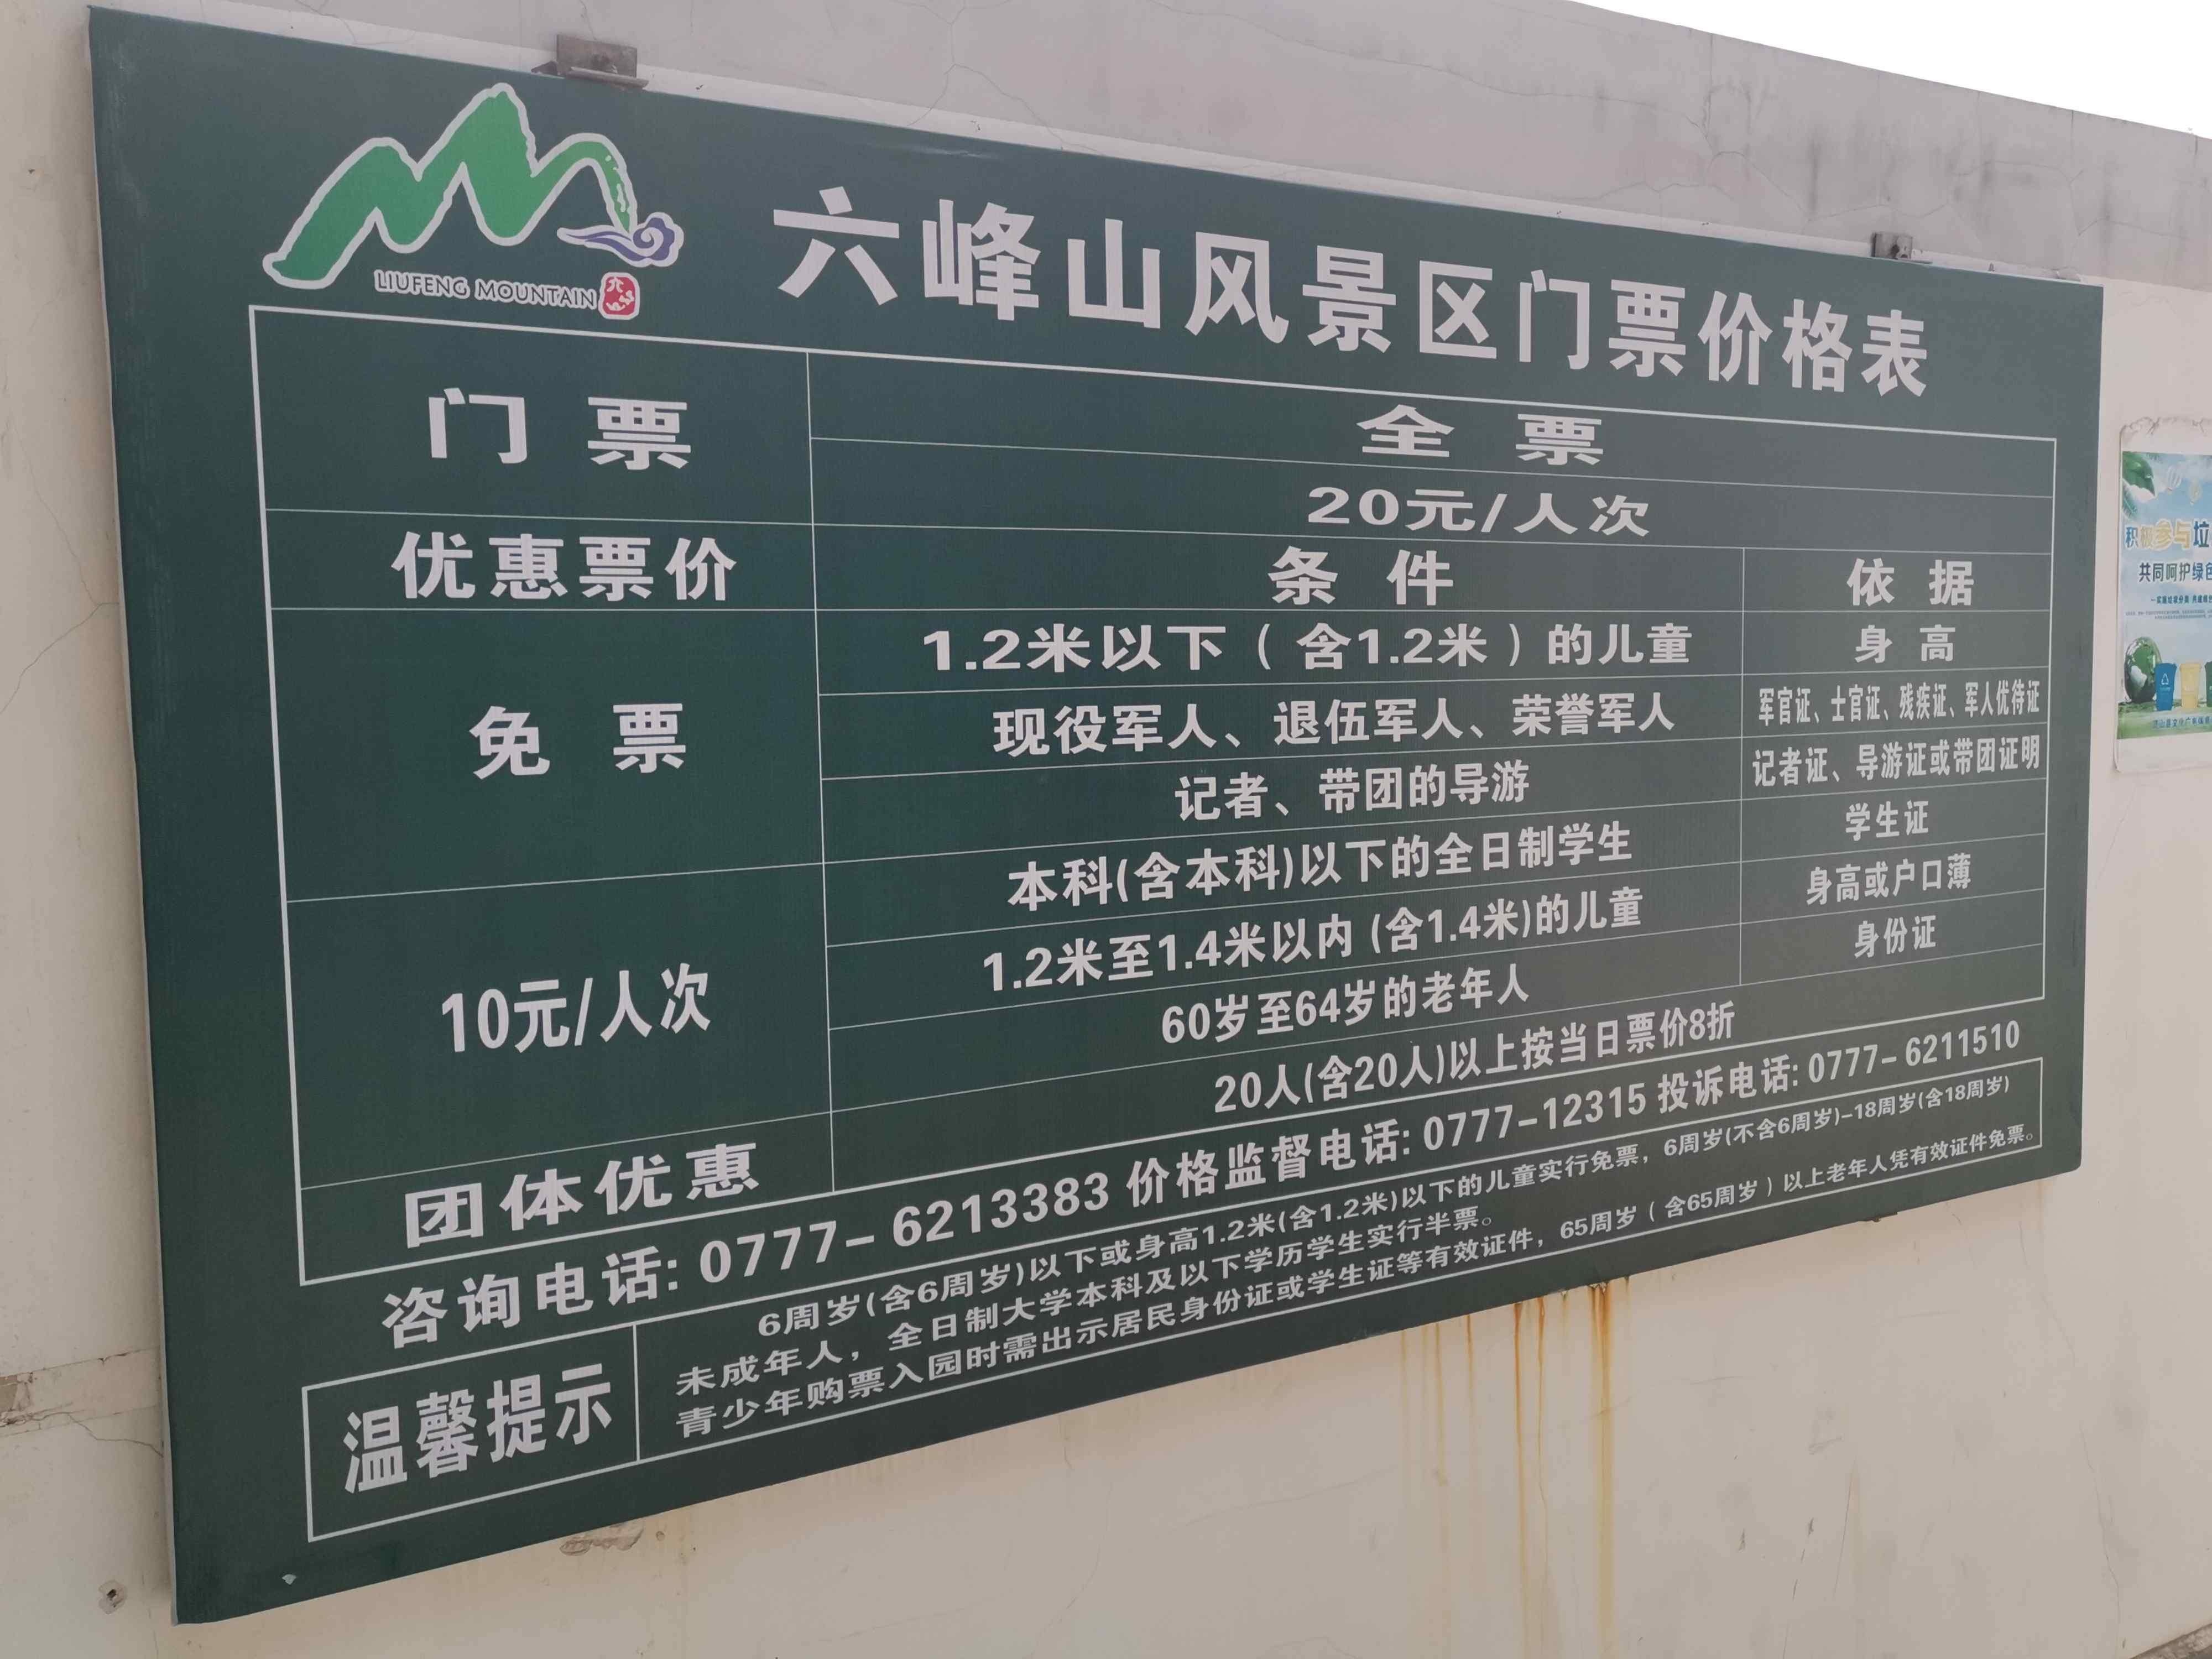 LIUFENG MOUNTAIN
六峰山风景区门票价格表
门票
全票
20元/人次
优惠票价
条件
依据
免票
1.2米以下（含1.2米）的儿童
身高
现役军人、退伍军人、荣誉军人
军官证、士官证、残疾证、军人优待证
记者、带团的导游
记者证、导游证或带团证明
10元/人次
本科(含本科)以下的全日制学生
学生证
1.2米至1.4米以内(含1.4米)的儿童
身高或户口薄
60岁至64岁的老年人
身份证
团体优惠
20人(含20人)以上按当日票价8折
咨询电话: 0777-6213383 价格监督电话: 0777-12315 投诉电话: 0777-6211510
温馨提示
6周岁(含6周岁)以下或身高1.2米(含1.2米)以下的儿童实行免票，6周岁(不含6周岁)-18周岁(含18周岁)
未成年人，全日制大学本科及以下学历学生实行半票。
青少年购票入园时需出示居民身份证或学生证等有效证件，65周岁（含65周岁）以上老年人凭有效证件免票。
积极参与垃
共同呵护绿色